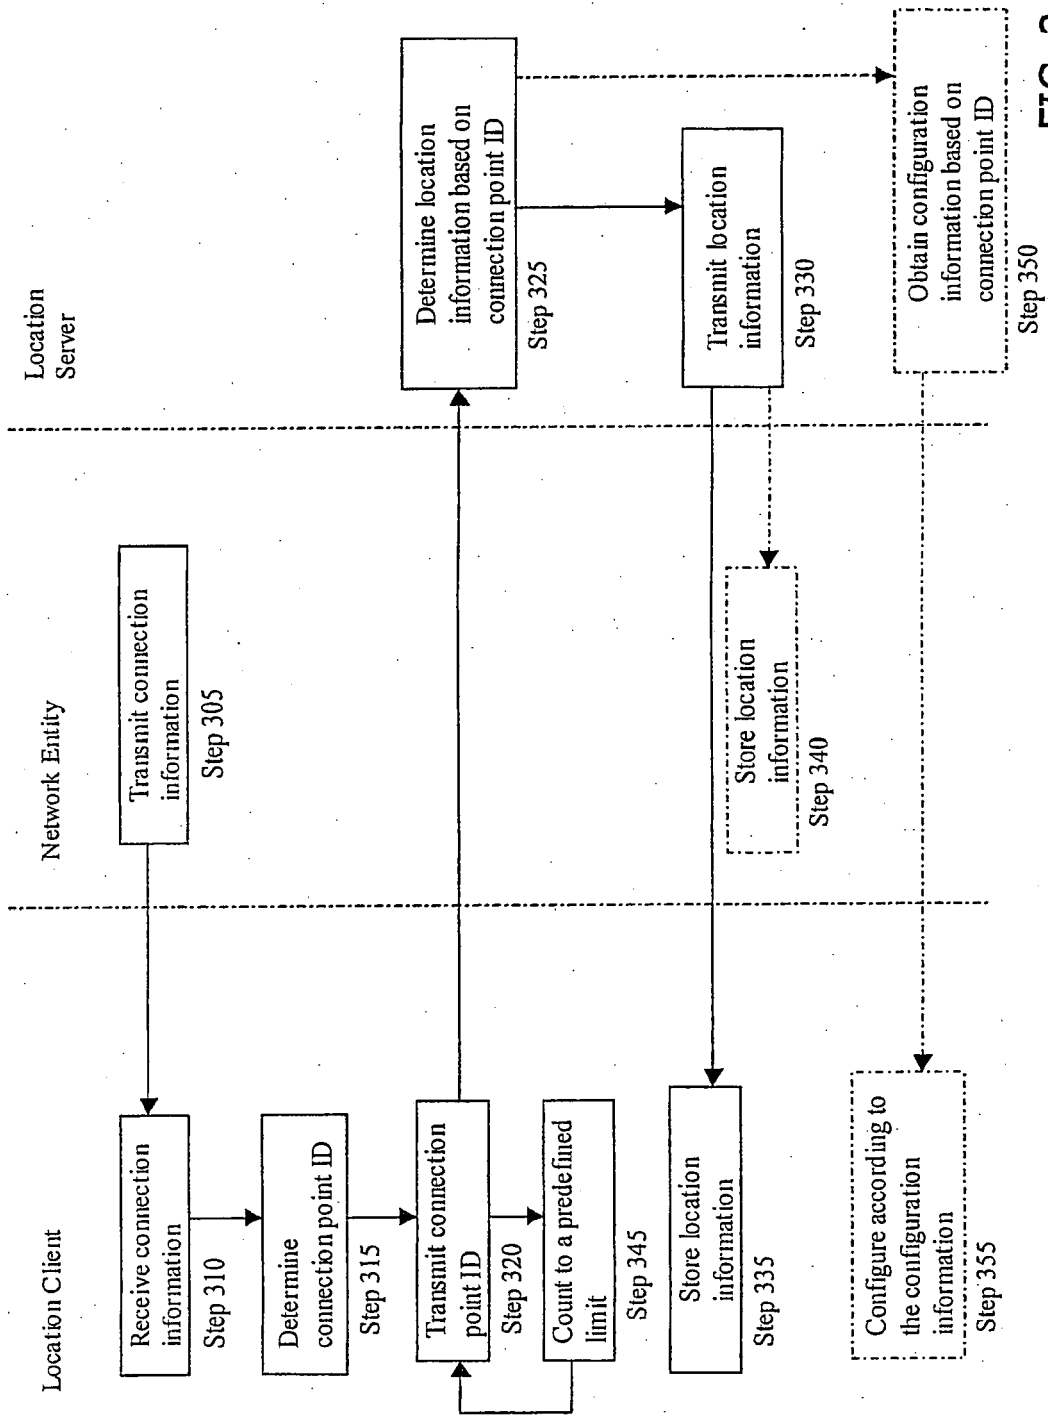 Location Client
Network Entity
Location
Server
Transmit connection
information
Step 305
Receive connection
information
Step 310
Determine
connection point ID
Step 315
Transmit connection
point ID
Step 320
Count to a predefined
limit
Step 345
Determine location
information based on
connection point ID
Step 325
Transmit location
information
Step 330
Store location
information
Step 335
Store location
information
Step 340
Obtain configuration
information based on
connection point ID
Step 350
Configure according to
the configuration
information
Step 355
FIG.